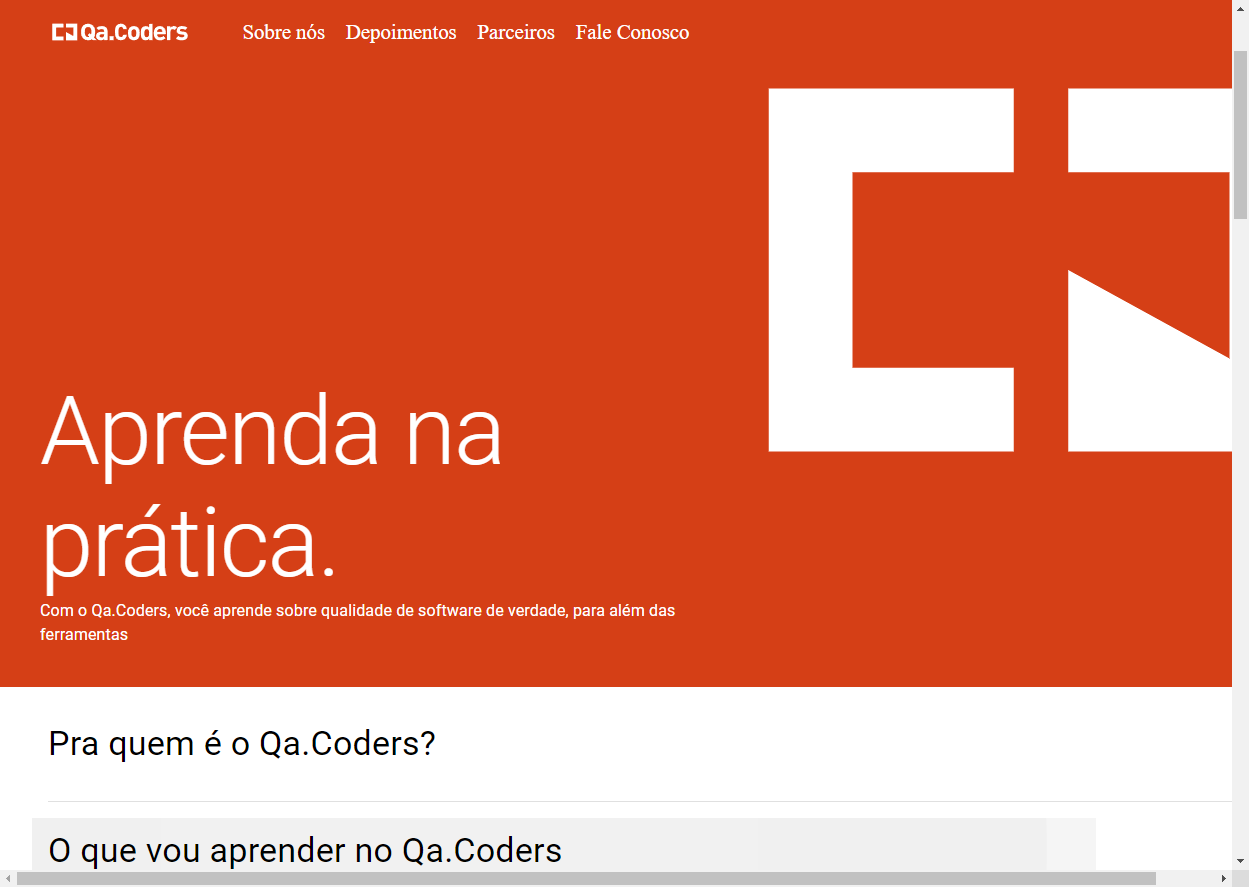 Qa.Coders
Sobre nós Depoimentos Parceiros Fale Conosco
Aprenda na
prática.
Com o Qa.Coders, você aprende sobre qualidade de software de verdade, para além das
ferramentas
Pra quem é o Qa.Coders?
O que vou aprender no Qa.Coders